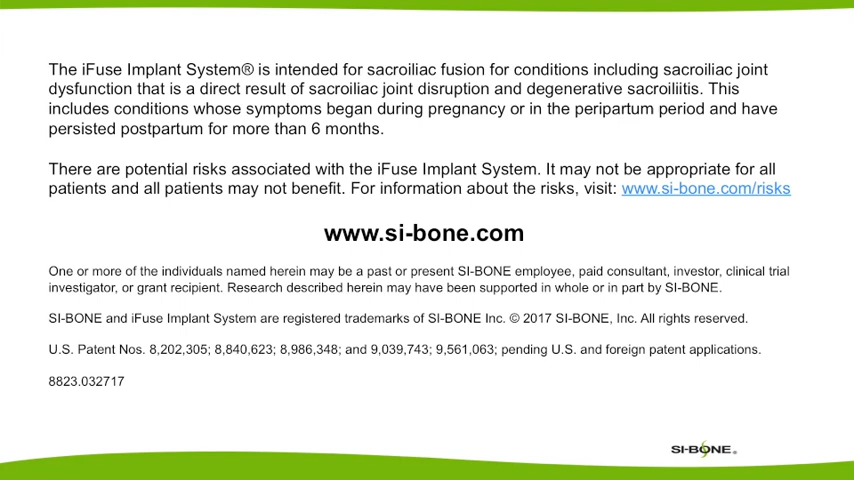 The iFuse Implant System® is intended for sacroiliac fusion for conditions including sacroiliac joint
dysfunction that is a direct result of sacroiliac joint disruption and degenerative sacroiliitis. This
includes conditions whose symptoms began during pregnancy or in the peripartum period and have
persisted postpartum for more than 6 months.
There are potential risks associated with the iFuse Implant System. It may not be appropriate for all
patients and all patients may not benefit. For information about the risks, visit: www.si-bone.com/risks
www.si-bone.com
One or more of the individuals named herein may be a past or present SI-BONE employee, paid consultant, investor, clinical trial
investigator, or grant recipient. Research described herein may have been supported in whole or in part by SI-BONE.
SI-BONE and iFuse Implant System are registered trademarks of SI-BONE Inc. © 2017 SI-BONE, Inc. All rights reserved.
U.S. Patent Nos. 8,202,305; 8,840,623; 8,986,348; and 9,039,743; 9,561,063; pending U.S. and foreign patent applications.
8823.032717
SI-BONE®